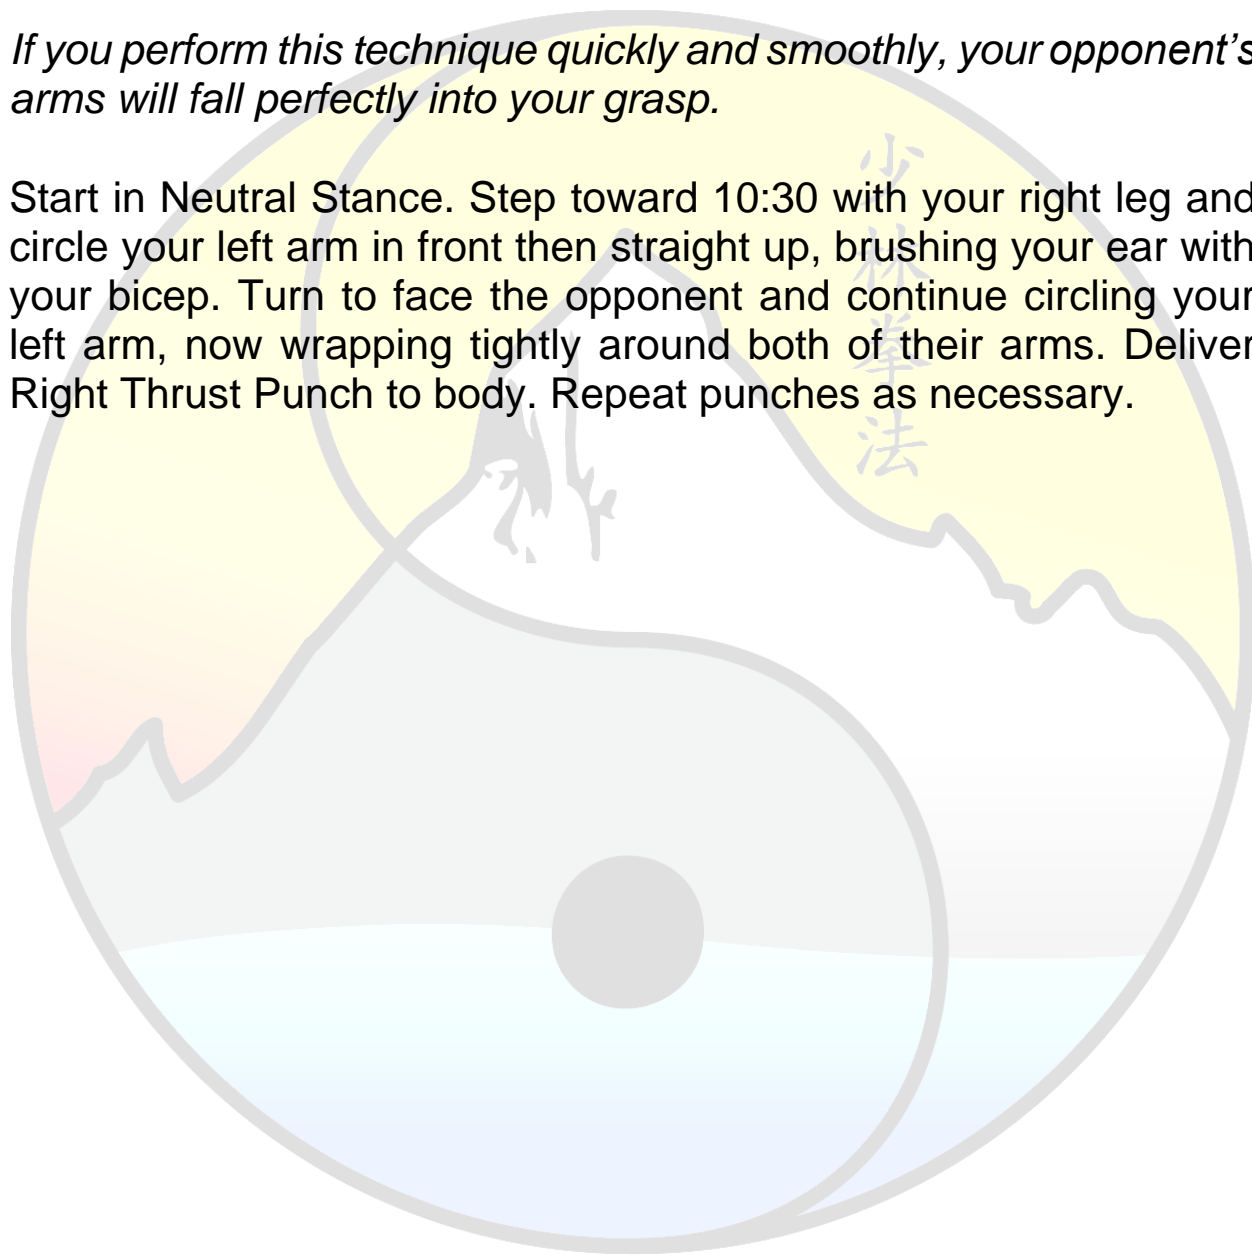 If you perform this technique quickly and smoothly, your opponent's
arms will fall perfectly into your grasp.
Start in Neutral Stance. Step toward 10:30 with your right leg and
circle your left arm in front then straight up, brushing your ear with
your bicep. Turn to face the opponent and continue circling your
left arm, now wrapping tightly around both of their arms. Deliver
Right Thrust Punch to body. Repeat punches as necessary.
少林拳法